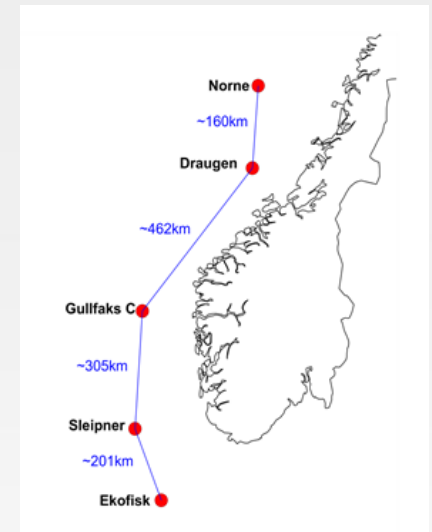 Norne
~160km
Draugen
~462km
Gullfaks C
~305km
Sleipner
~201km
Ekofisk